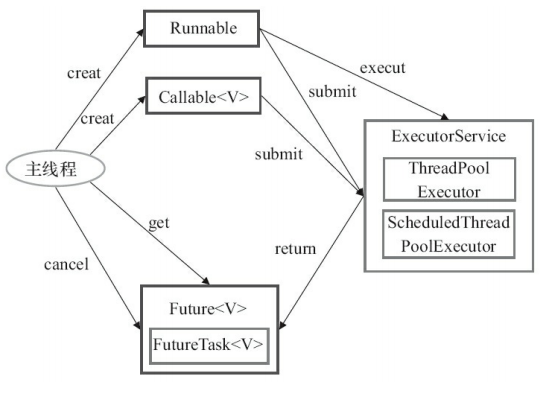 Runnable
creat
execut
creat
Callable<V>
submit
ExecutorService
submit
ThreadPool
Executor
主线程
get
ScheduledThread
PoolExecutor
cancel
return
Future<V>
FutureTask<V>